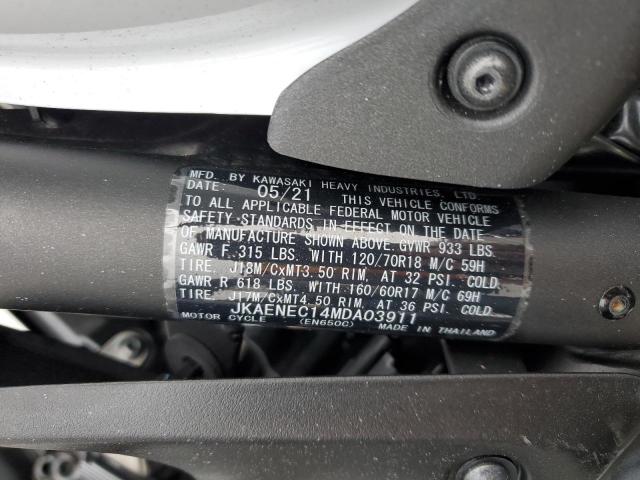 MFD. BY KAWASAKI HEAVY INDUSTRIES, LTD.
DATE: 05/21 THIS VEHICLE CONFORMS
TO ALL APPLICABLE FEDERAL MOTOR VEHICLE
SAFETY STANDARDS IN EFFECT ON THE DATE
OF MANUFACTURE SHOWN ABOVE. GVWR 933 LBS.
GAWR F. 315 LBS. WITH 120/70R18 M/C 59H
TIRE, J18M/CxMT3.50 RIM, AT 32 PSI. COLD.
GAWR R 618 LBS. WITH 160/60R17 M/C 69H
TIRE, J17M/CxMT4.50 RIM, AT 36 PSI. COLD.
JKAENEC14MDA03911
MOTOR CYCLE (EN650C) MADE IN THAILAND